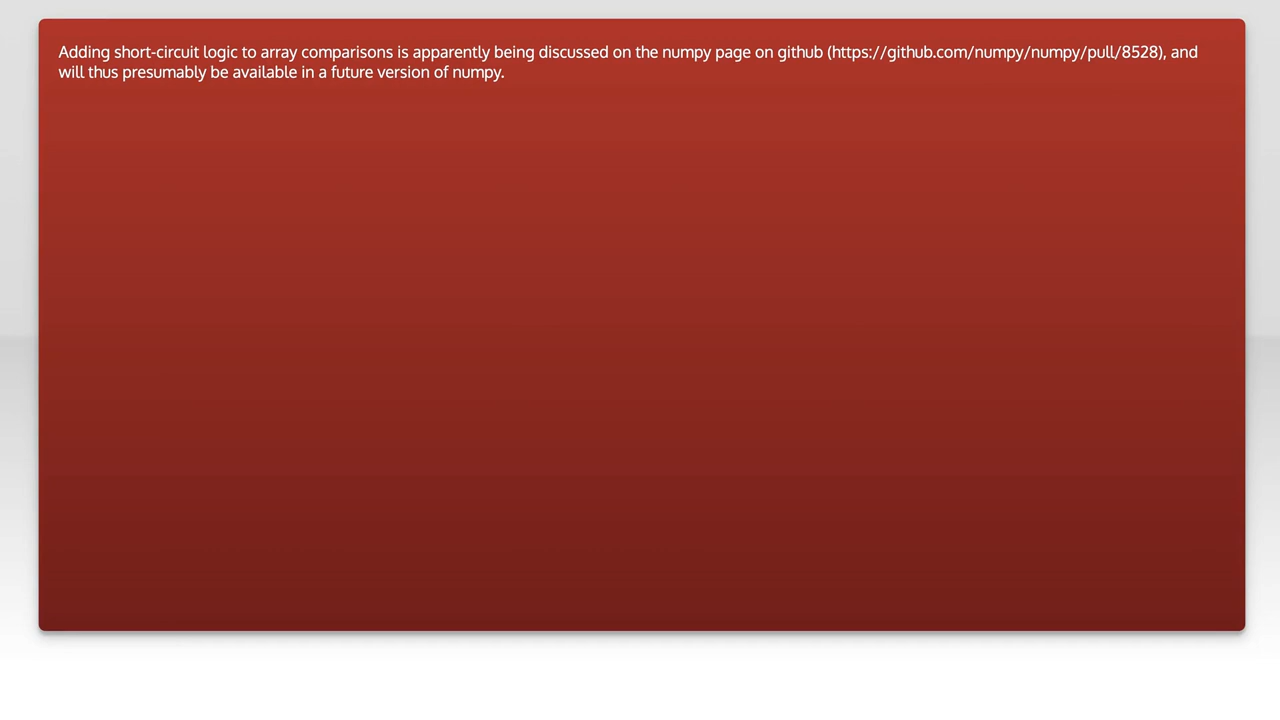 Adding short-circuit logic to array comparisons is apparently being discussed on the numpy page on github (https://github.com/numpy/numpy/pull/8528), and
will thus presumably be available in a future version of numpy.